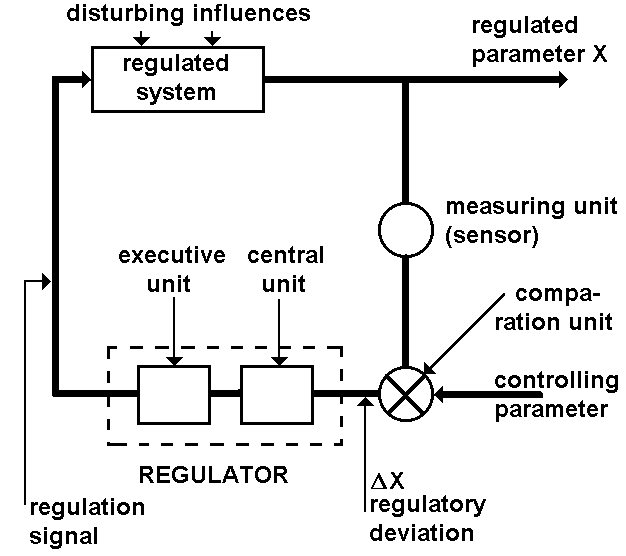 disturbing influences
regulated
parameter X
regulated
system
measuring unit
(sensor)
executive
unit
central
unit
compa-
ration unit
controlling
parameter
REGULATOR
ΔX
regulatory
deviation
regulation
signal